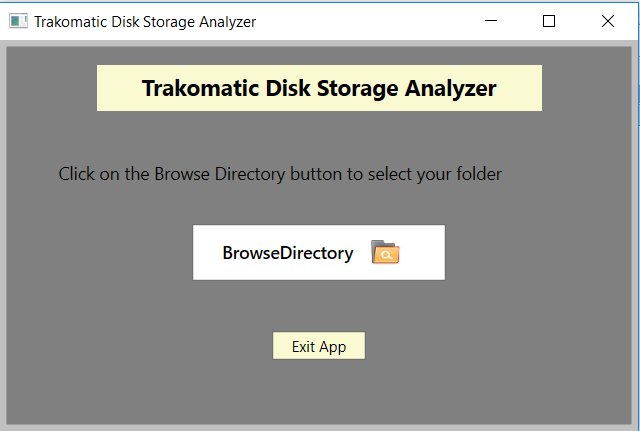 Trakomatic Disk Storage Analyzer
Trakomatic Disk Storage Analyzer
Click on the Browse Directory button to select your folder
BrowseDirectory
Exit App